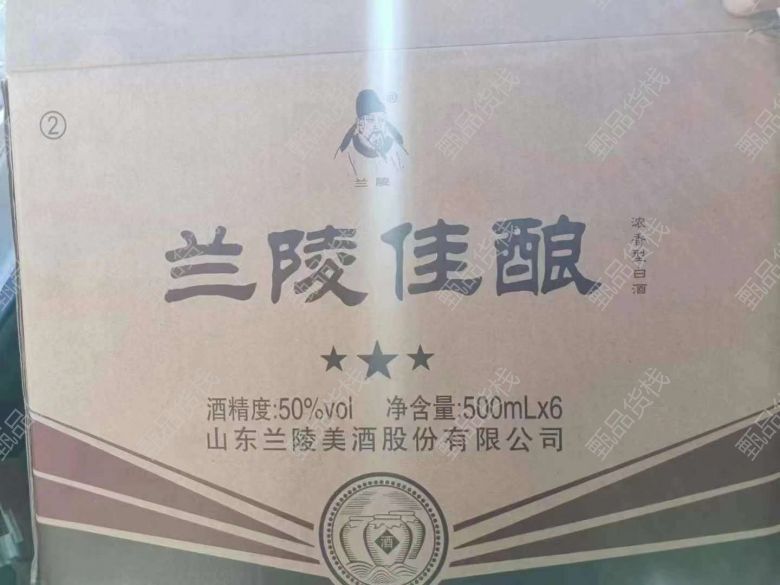 ②
®
兰陵
兰陵佳酿
浓香型白酒
★★★
酒精度:50%vol 净含量:500mLx6
山东兰陵美酒股份有限公司
酒
甄品货栈